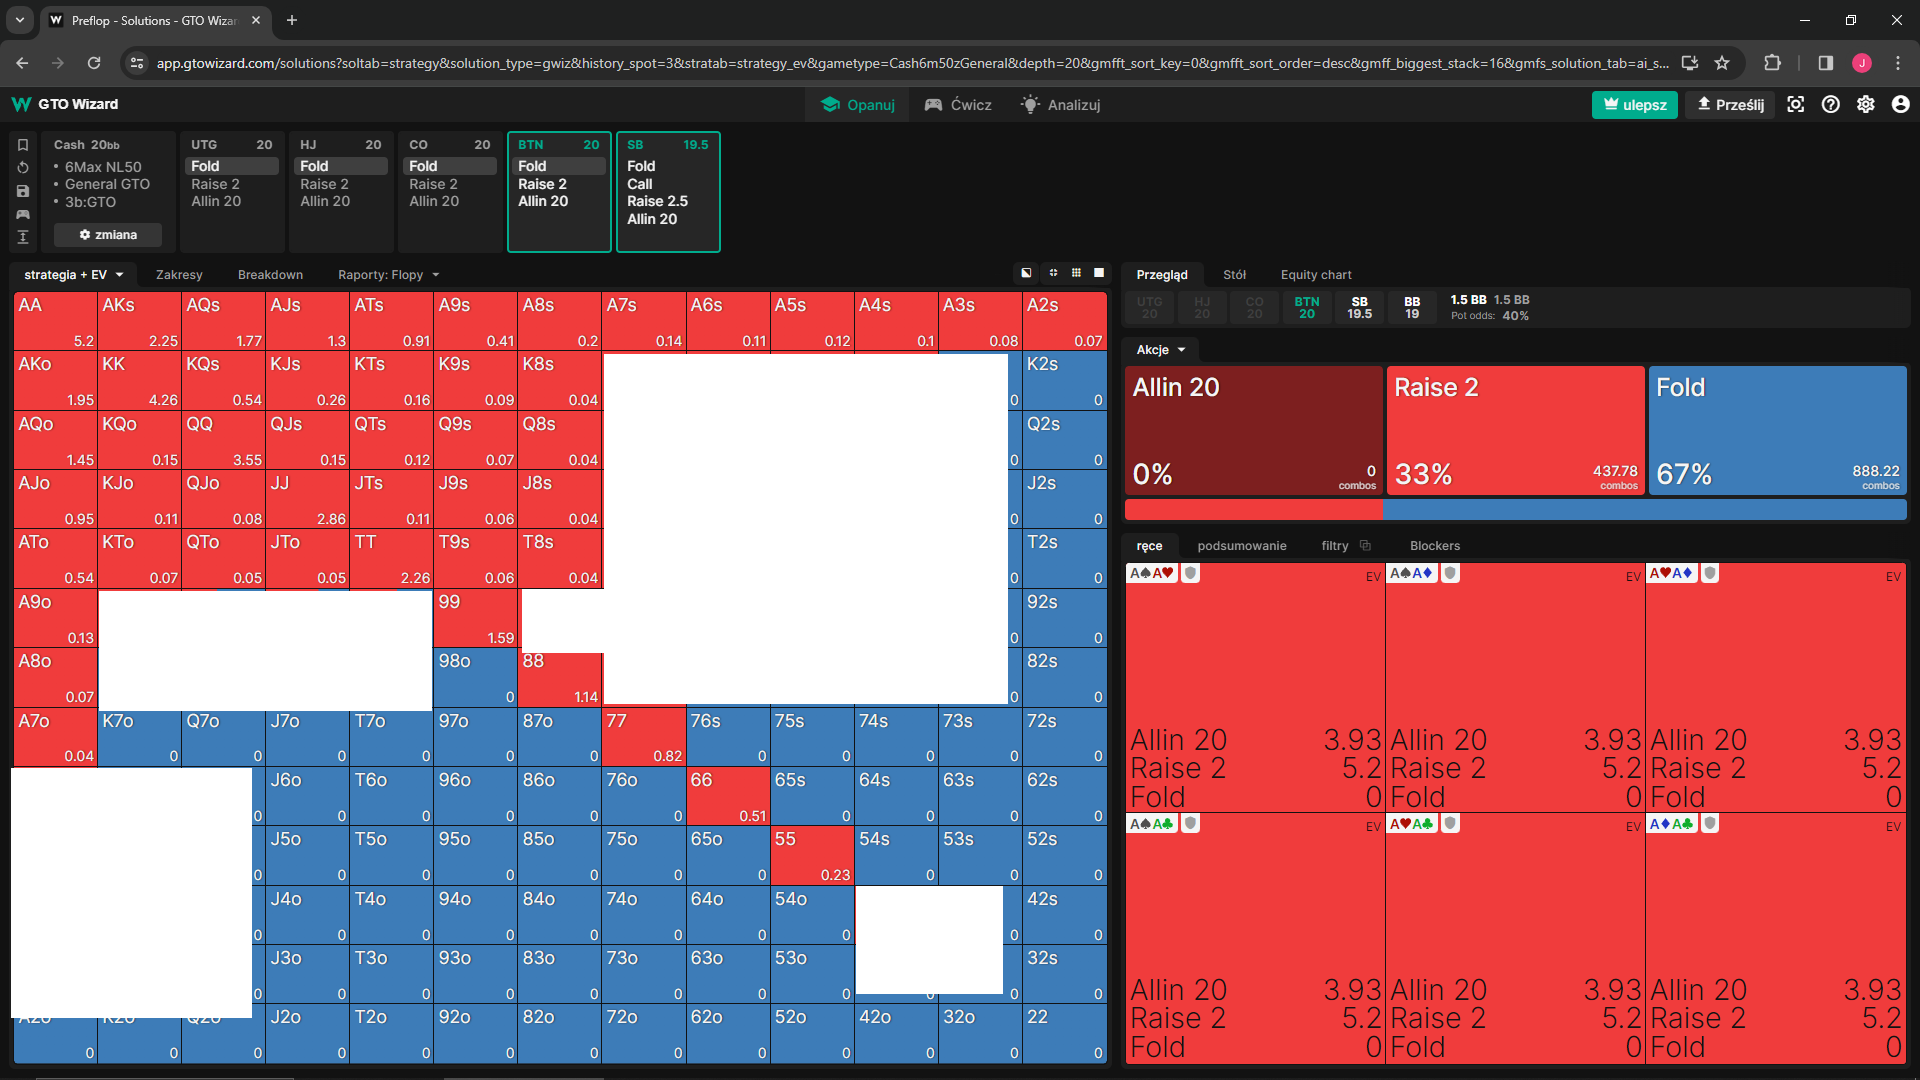 Preflop - Solutions - GTO Wizar
app.gtowizard.com/solutions?soltab=strategy&solution_type=gwiz&history_spot=3&stratab=strategy_ev&gametype=Cash6m50zGeneral&depth=20&gmfft_sort_key=0&gmfft_sort_order=desc&gmff_biggest_stack=16&gmfs_solution_tab=ai_s...
J
GTO Wizard
Opanuj
Ćwicz
Analizuj
ulepsz
Prześlij
Cash 20bb
• 6Max NL50
• General GTO
• 3b:GTO
zmiana
UTG 20
Fold
Raise 2
Allin 20
HJ 20
Fold
Raise 2
Allin 20
CO 20
Fold
Raise 2
Allin 20
BTN 20
Fold
Raise 2
Allin 20
SB 19.5
Fold
Call
Raise 2.5
Allin 20
strategia + EV Zakresy Breakdown Raporty: Flopy
AA AKs AQs AJs ATs A9s A8s A7s A6s A5s A4s A3s A2s
5.2 2.25 1.77 1.3 0.91 0.41 0.2 0.14 0.11 0.12 0.1 0.08 0.07
AKo KK KQs KJs KTs K9s K8s K2s
1.95 4.26 0.54 0.26 0.16 0.09 0.04 0 0
AQo KQo QQ QJs QTs Q9s Q8s Q2s
1.45 0.15 3.55 0.15 0.12 0.07 0.04 0 0
AJo KJo QJo JJ JTs J9s J8s J2s
0.95 0.11 0.08 2.86 0.11 0.06 0.04 0 0
ATo KTo QTo JTo TT T9s T8s T2s
0.54 0.07 0.05 0.05 2.26 0.06 0.04 0 0
A9o 99 92s
0.13 1.59 0 0
A8o 98o 88 82s
0.07 0 1.14 0 0
A7o K7o Q7o J7o T7o 97o 87o 77 76s 75s 74s 73s 72s
0.04 0 0 0 0 0 0 0.82 0 0 0 0 0
J6o T6o 96o 86o 76o 66 65s 64s 63s 62s
0 0 0 0 0 0 0.51 0 0 0 0
J5o T5o 95o 85o 75o 65o 55 54s 53s 52s
0 0 0 0 0 0 0 0.23 0 0 0
J4o T4o 94o 84o 74o 64o 54o 42s
0 0 0 0 0 0 0 0 0 0
J3o T3o 93o 83o 73o 63o 53o 32s
0 0 0 0 0 0 0 0 0 0 0
A2o K2o Q2o J2o T2o 92o 82o 72o 62o 52o 42o 32o 22
0 0 0 0 0 0 0 0 0 0 0 0 0
Przegląd Stół Equity chart
UTG 20
HJ 20
CO 20
BTN 20
SB 19.5
BB 19
1.5 BB 1.5 BB
Pot odds: 40%
Akcje
Allin 20
0% 0 combos
Raise 2
33% 437.78 combos
Fold
67% 888.22 combos
ręce podsumowanie filtry Blockers
A♠A♥ EV A♠A♦ EV A♥A♦ EV
Allin 20 3.93 Allin 20 3.93 Allin 20 3.93
Raise 2 5.2 Raise 2 5.2 Raise 2 5.2
Fold 0 Fold 0 Fold 0
A♠A♣ EV A♥A♣ EV A♦A♣ EV
Allin 20 3.93 Allin 20 3.93 Allin 20 3.93
Raise 2 5.2 Raise 2 5.2 Raise 2 5.2
Fold 0 Fold 0 Fold 0